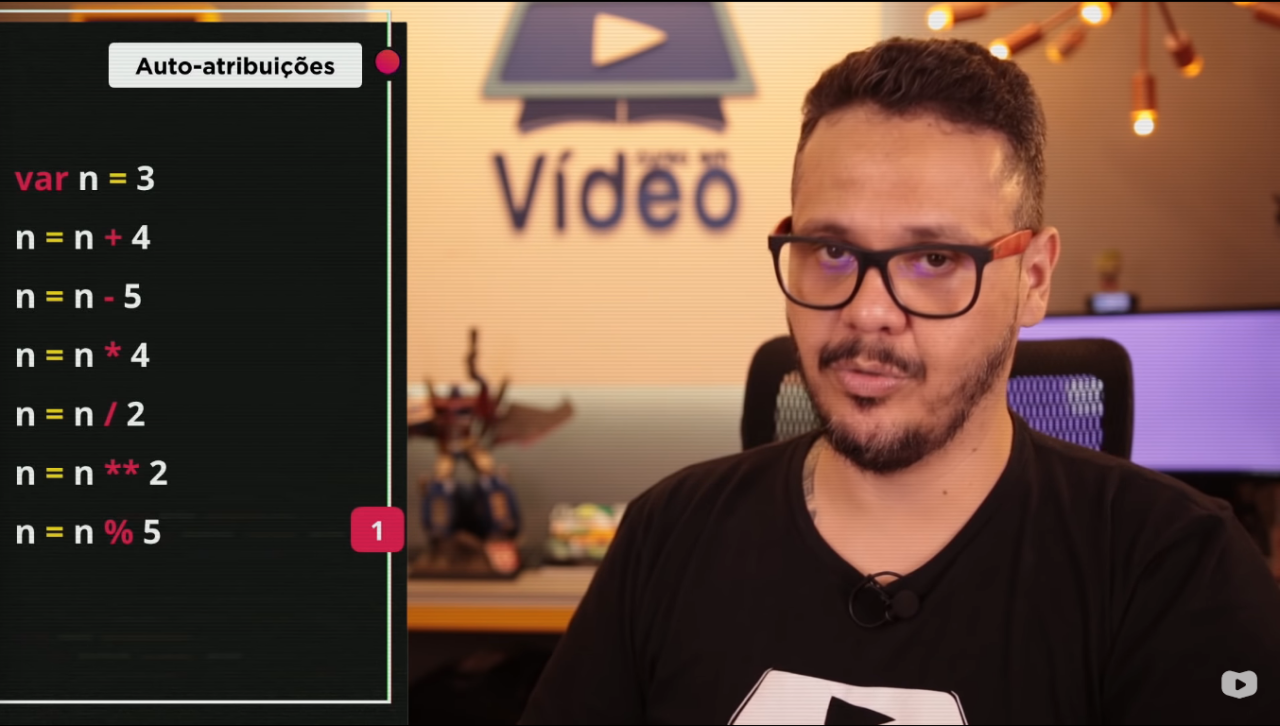 Auto-atribuições
var n = 3
n = n + 4
n = n - 5
n = n * 4
n = n / 2
n = n ** 2
n = n % 5
1
Vídeo